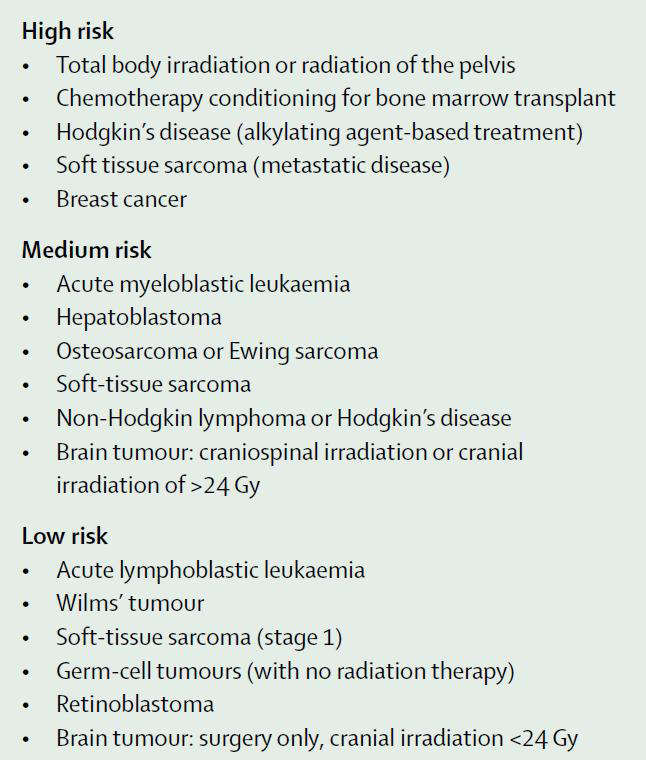 High risk
• Total body irradiation or radiation of the pelvis
• Chemotherapy conditioning for bone marrow transplant
• Hodgkin’s disease (alkylating agent-based treatment)
• Soft tissue sarcoma (metastatic disease)
• Breast cancer
Medium risk
• Acute myeloblastic leukaemia
• Hepatoblastoma
• Osteosarcoma or Ewing sarcoma
• Soft-tissue sarcoma
• Non-Hodgkin lymphoma or Hodgkin’s disease
• Brain tumour: craniospinal irradiation or cranial
irradiation of >24 Gy
Low risk
• Acute lymphoblastic leukaemia
• Wilms’ tumour
• Soft-tissue sarcoma (stage 1)
• Germ-cell tumours (with no radiation therapy)
• Retinoblastoma
• Brain tumour: surgery only, cranial irradiation <24 Gy